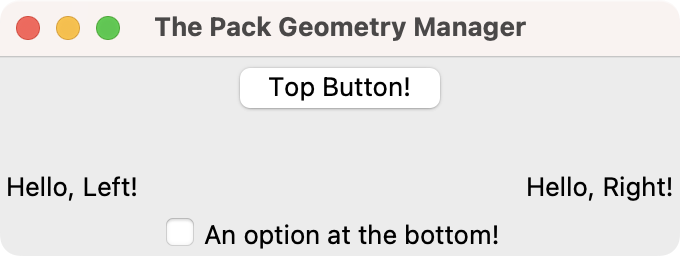 The Pack Geometry Manager
Top Button!
Hello, Left!
Hello, Right!
An option at the bottom!